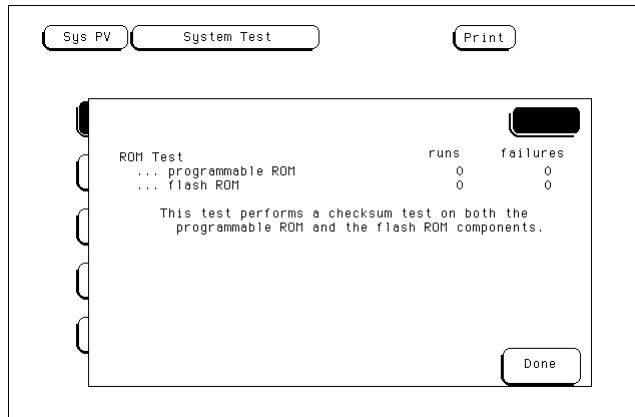 Sys PV System Test Print
ROM Test runs failures
... programmable ROM 0 0
... flash ROM 0 0
This test performs a checksum test on both the
programmable ROM and the flash ROM components.
Done